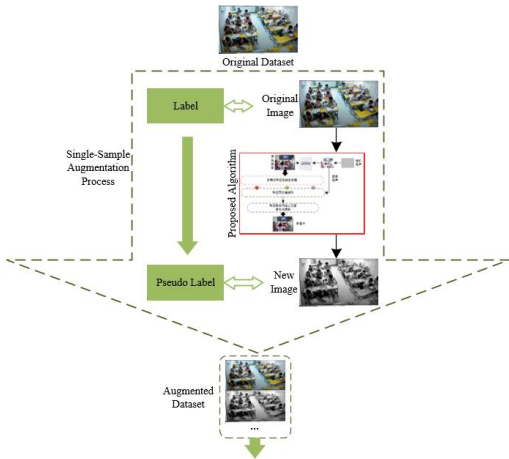 Original Dataset
Label
Original
Image
Single-Sample
Augmentation
Process
Proposed Algorithm
Pseudo Label
New
Image
Augmented
Dataset
...